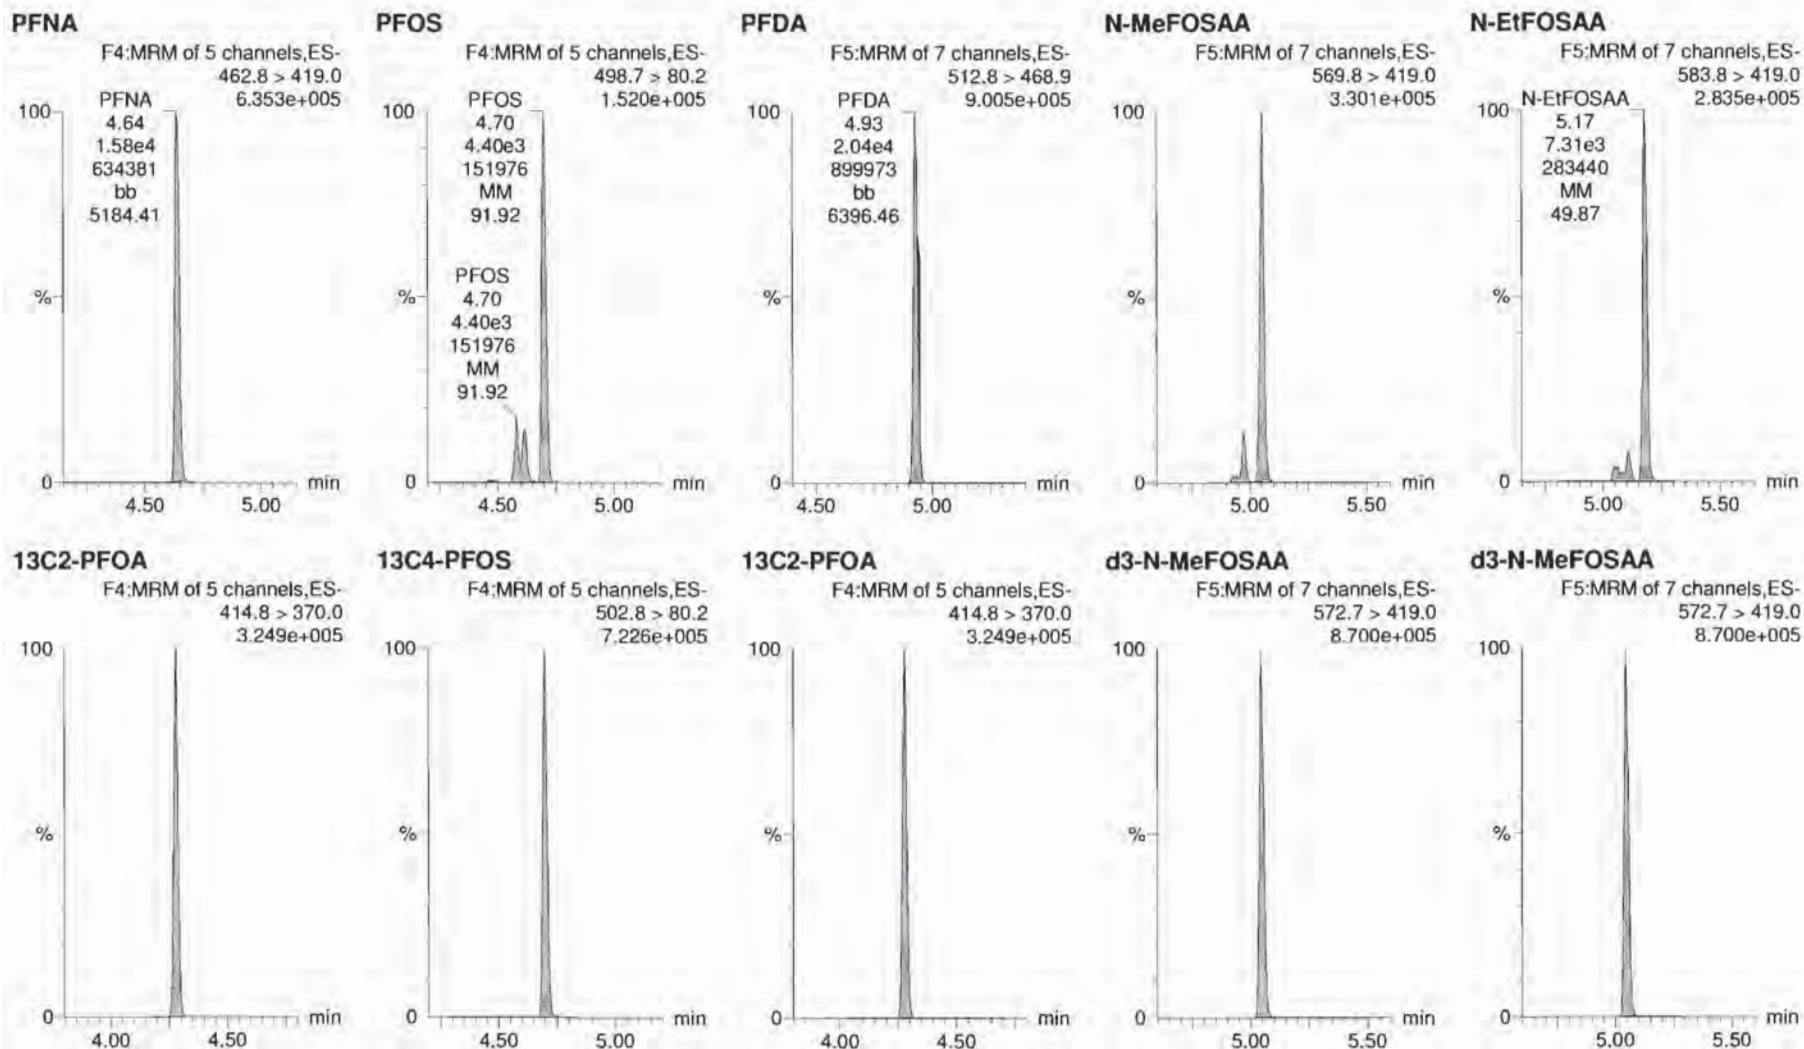 PFNA
F4:MRM of 5 channels,ES-
462.8 > 419.0
6.353e+005
100
PFNA
4.64
1.58e4
634381
bb
5184.41
%
0
min
4.50
5.00
PFOS
F4:MRM of 5 channels,ES-
498.7 > 80.2
1.520e+005
100
PFOS
4.70
4.40e3
151976
MM
91.92
PFOS
4.70
4.40e3
151976
MM
91.92
%
0
min
4.50
5.00
PFDA
F5:MRM of 7 channels,ES-
512.8 > 468.9
9.005e+005
100
PFDA
4.93
2.04e4
899973
bb
6396.46
%
0
min
4.50
5.00
N-MeFOSAA
F5:MRM of 7 channels,ES-
569.8 > 419.0
3.301e+005
100
%
0
min
5.00
5.50
N-EtFOSAA
F5:MRM of 7 channels,ES-
583.8 > 419.0
2.835e+005
100
N-EtFOSAA
5.17
7.31e3
283440
MM
49.87
%
0
min
5.00
5.50
13C2-PFOA
F4:MRM of 5 channels,ES-
414.8 > 370.0
3.249e+005
100
%
0
min
4.00
4.50
13C4-PFOS
F4:MRM of 5 channels,ES-
502.8 > 80.2
7.226e+005
100
%
0
min
4.50
5.00
13C2-PFOA
F4:MRM of 5 channels,ES-
414.8 > 370.0
3.249e+005
100
%
0
min
4.00
4.50
d3-N-MeFOSAA
F5:MRM of 7 channels,ES-
572.7 > 419.0
8.700e+005
100
%
0
min
5.00
5.50
d3-N-MeFOSAA
F5:MRM of 7 channels,ES-
572.7 > 419.0
8.700e+005
100
%
0
min
5.00
5.50